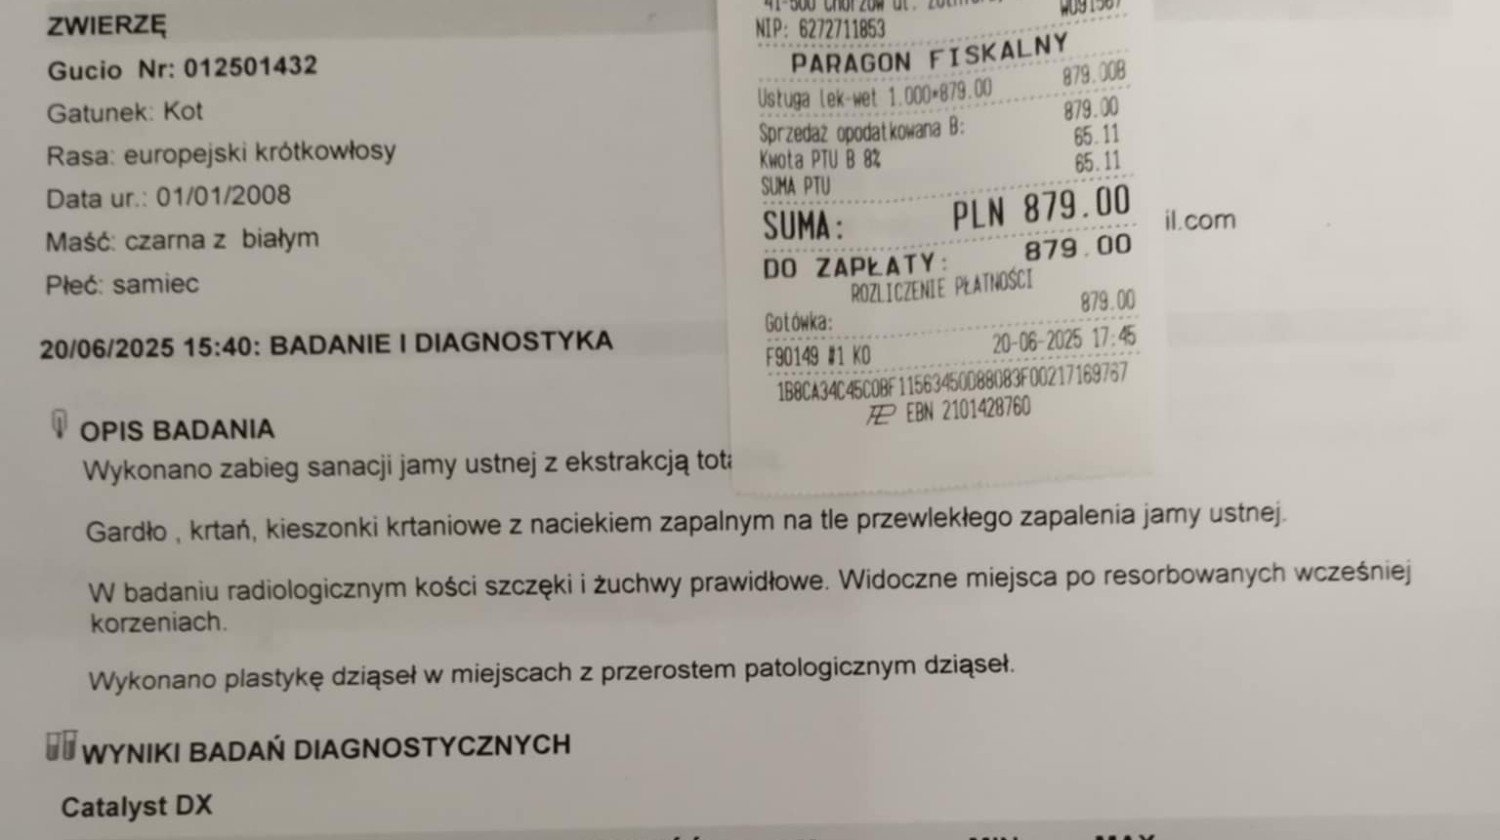 ZWIERZĘ
Gucio Nr: 012501432
Gatunek: Kot
Rasa: europejski krótkowłosy
Data ur.: 01/01/2008
Maść: czarna z białym
Płeć: samiec
20/06/2025 15:40: BADANIE I DIAGNOSTYKA
OPIS BADANIA
Wykonano zabieg sanacji jamy ustnej z ekstrakcją
Gardło , krtań, kieszonki krtaniowe z naciekiem zapalnym na tle przewlekłego zapalenia jamy ustnej.
W badaniu radiologicznym kości szczęki i żuchwy prawidłowe. Widoczne miejsca po resorbowanych wcześniej
korzeniach.
Wykonano plastykę dziąseł w miejscach z przerostem patologicznym dziąseł.
WYNIKI BADAŃ DIAGNOSTYCZNYCH
Catalyst DX
41-500 Chorzów ul.
NIP: 6272711853
PARAGON FISKALNY
Usługa lek-wet 1.000*879.00 879.00B
Sprzedaż opodatkowana B: 879.00
Kwota PTU B 8% 65.11
SUMA PTU 65.11
SUMA: PLN 879.00
DO ZAPŁATY: 879.00
ROZLICZENIE PŁATNOŚCI
Gotówka: 879.00
F90149 #1 KO 20-06-2025 17:45
EBN 2101428760
il.com